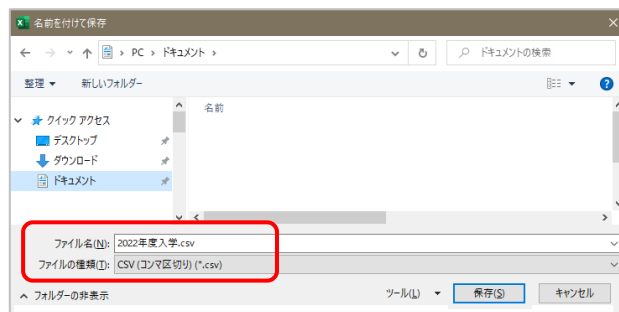 名前を付けて保存
PC › ドキュメント ›
ドキュメントの検索
整理 ▼ 新しいフォルダー
名前
クイック アクセス
デスクトップ
ダウンロード
ドキュメント
ファイル名(N): 2022年度入学.csv
ファイルの種類(T): CSV (コンマ区切り) (*.csv)
フォルダーの非表示 ツール(L) ▼ 保存(S) キャンセル